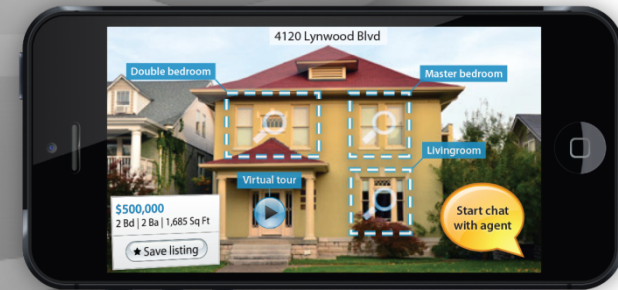 4120 Lynwood Blvd
Double bedroom
Master bedroom
Livingroom
Virtual tour
$500,000
2 Bd | 2 Ba | 1,685 Sq Ft
★ Save listing
Start chat
with agent